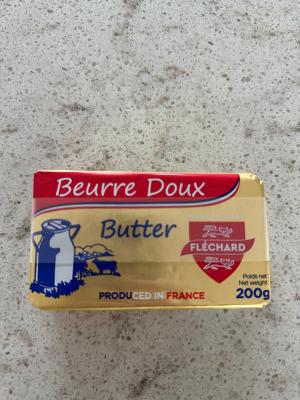 Beurre Doux
Butter
FLÉCHARD
PRODUCED IN FRANCE
Poids net:
Net weight:
200g